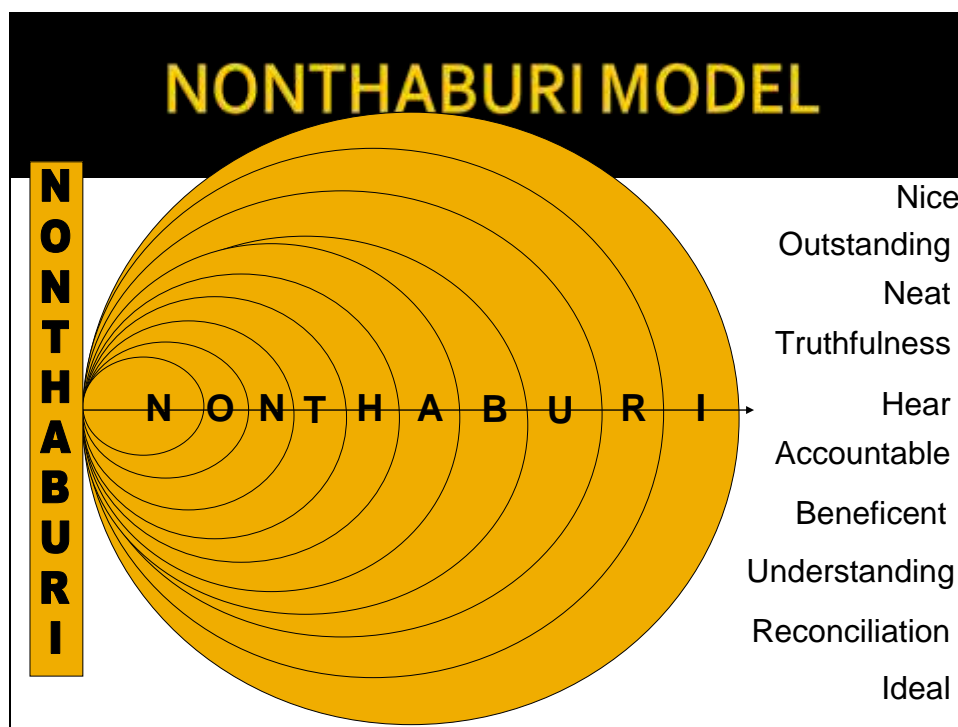 NONTHABURI MODEL
N
O
N
T
H
A
B
U
R
I
N O N T H A B U R I
Nice
Outstanding
Neat
Truthfulness
Hear
Accountable
Beneficent
Understanding
Reconciliation
Ideal